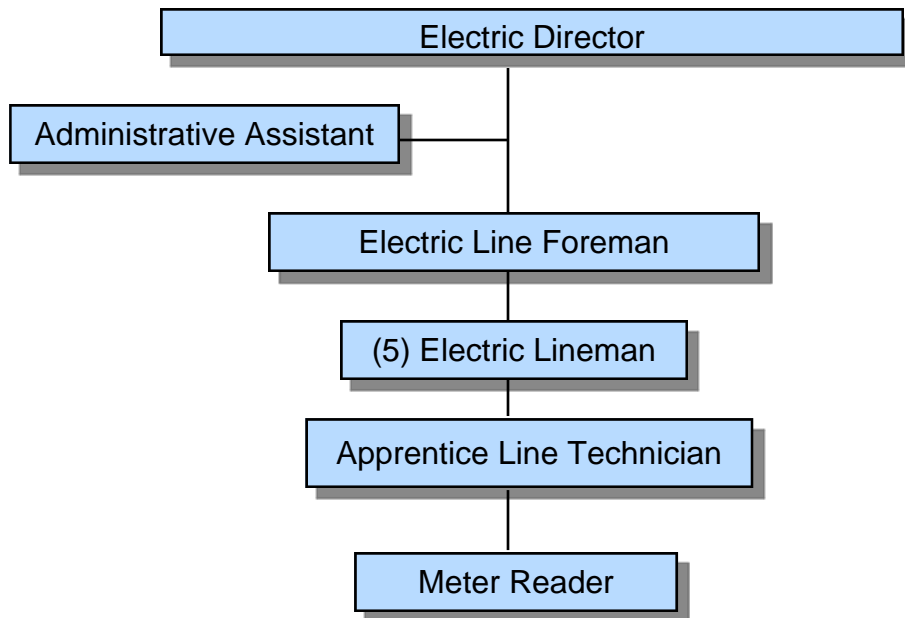 Electric Director
Administrative Assistant
Electric Line Foreman
(5) Electric Lineman
Apprentice Line Technician
Meter Reader